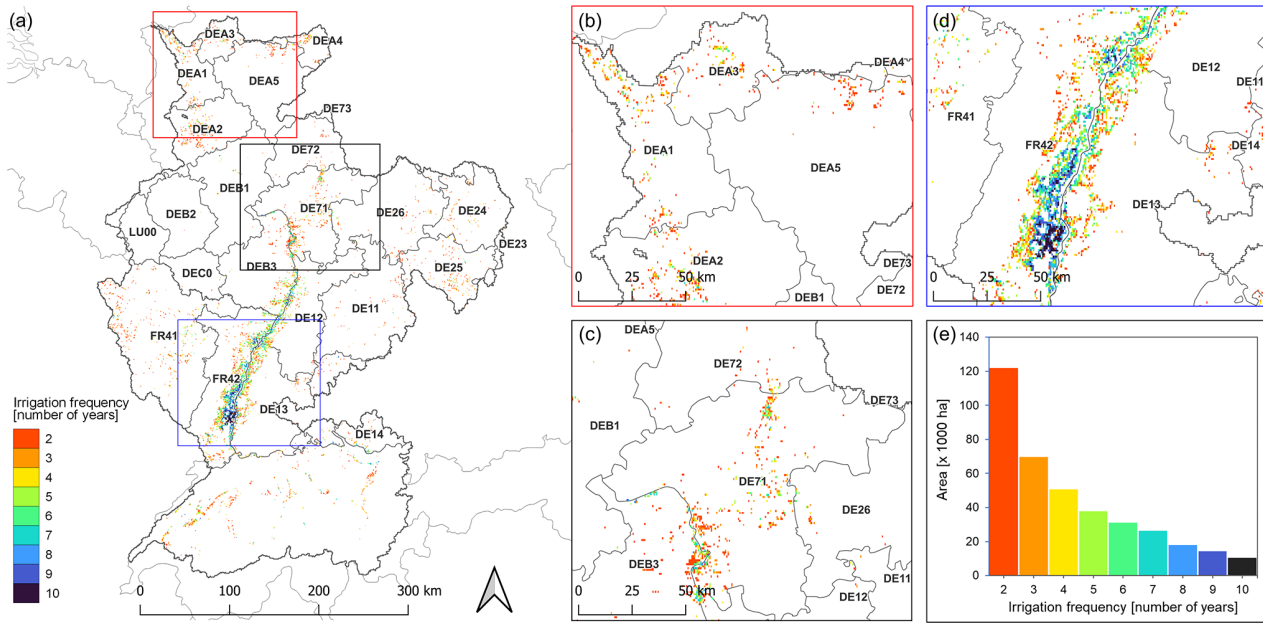 (a)
DEA3
DEA4
DEA1
DEA5
DEA2
DE73
DE72
DEB1
DEB2
DE71
DE26
DE24
LU00
DE23
DEC0
DEB3
DE25
DE11
DE12
FR41
FR42
DE13
DE14
Irrigation frequency
[number of years]
2
3
4
5
6
7
8
9
10
0 100 200 300 km
(b)
DEA3
DEA4
DEA1
DEA5
DEA2
DE73
DE72
DEB1
0 25 50 km
(c)
DEA5
DE72
DE73
DEB1
DE71
DE26
DEB3
DE11
DE12
0 25 50 km
(d)
DE12
DE11
FR41
FR42
DE14
DE13
0 25 50 km
(e)
Area [x 1000 ha]
140
120
100
80
60
40
20
0
2 3 4 5 6 7 8 9 10
Irrigation frequency [number of years]